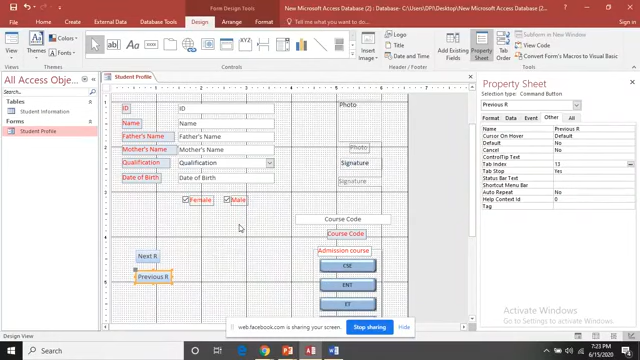 Form Design Tools
New Microsoft Access Database : Database- C:\Users\DPI\Desktop\New Microsoft Access Database
File
Home
Create
External Data
Database Tools
Design
Arrange
Format
Tell me what you want to do...
View
Views
Themes
Colors
Fonts
Themes
Controls
Logo
Title
Date and Time
Header / Footer
Add Existing
Fields
Property
Sheet
Tab
Order
Subform in New Window
View Code
Convert Form's Macros to Visual Basic
Tools
All Access Obje...
Search...
Tables
Student Information
Forms
Student Profile
Student Profile
ID
ID
Name
Name
Father's Name
Father's Name
Mother's Name
Mother's Name
Qualification
Qualification
Date of Birth
Date of Birth
Female
Male
Photo
Photo
Signature
Signature
Course Code
Course Code
Admission course
CSE
ENT
FT
Next R
Previous R
Property Sheet
Selection type: Command Button
Previous R
Format
Data
Event
Other
All
Name
Previous R
Cursor On Hover
Default
Default
No
Cancel
No
ControlTip Text
Tab Index
13
Tab Stop
Yes
Status Bar Text
Shortcut Menu Bar
Auto Repeat
No
Help Context Id
0
Tag
web.facebook.com is sharing your screen.
Stop sharing
Hide
Activate Windows
Go to Settings to activate Windows.
Design View
Search
7:23 PM
6/15/2020